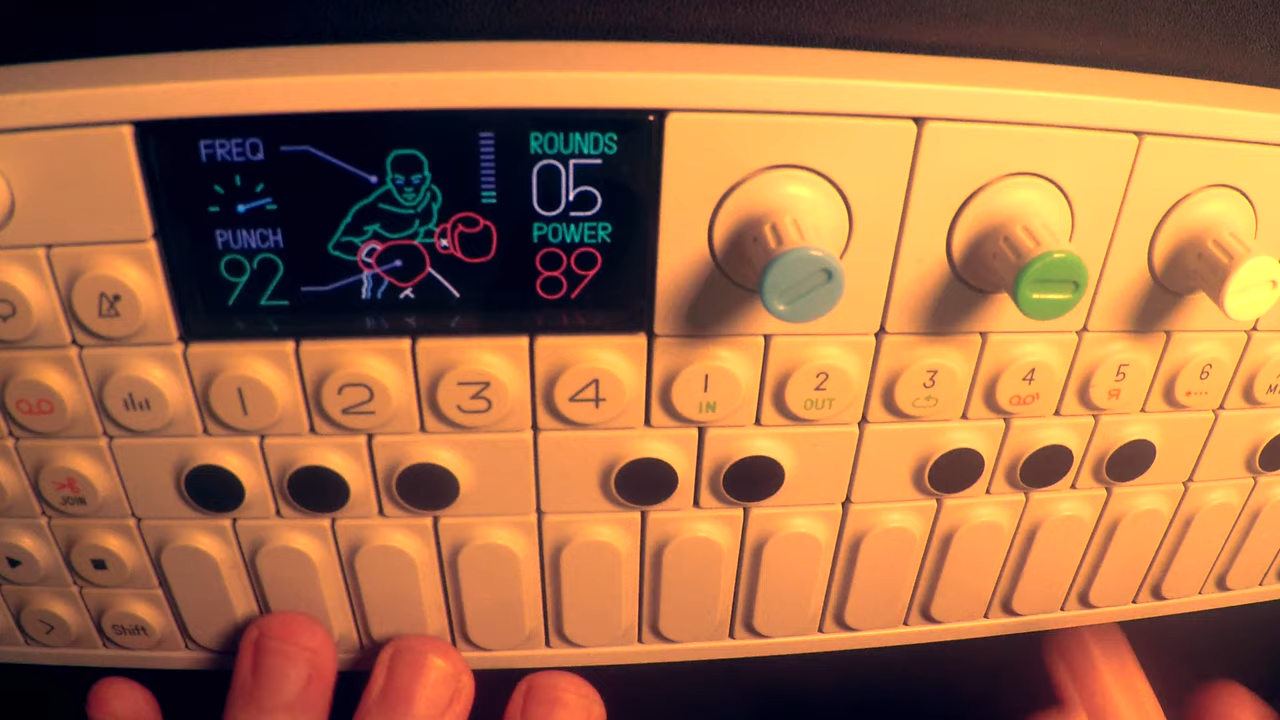 FREQ
ROUNDS
05
PUNCH
92
POWER
89
1
2
3
4
1
IN
2
OUT
3
4
5
Я
6
JOIN
Shift